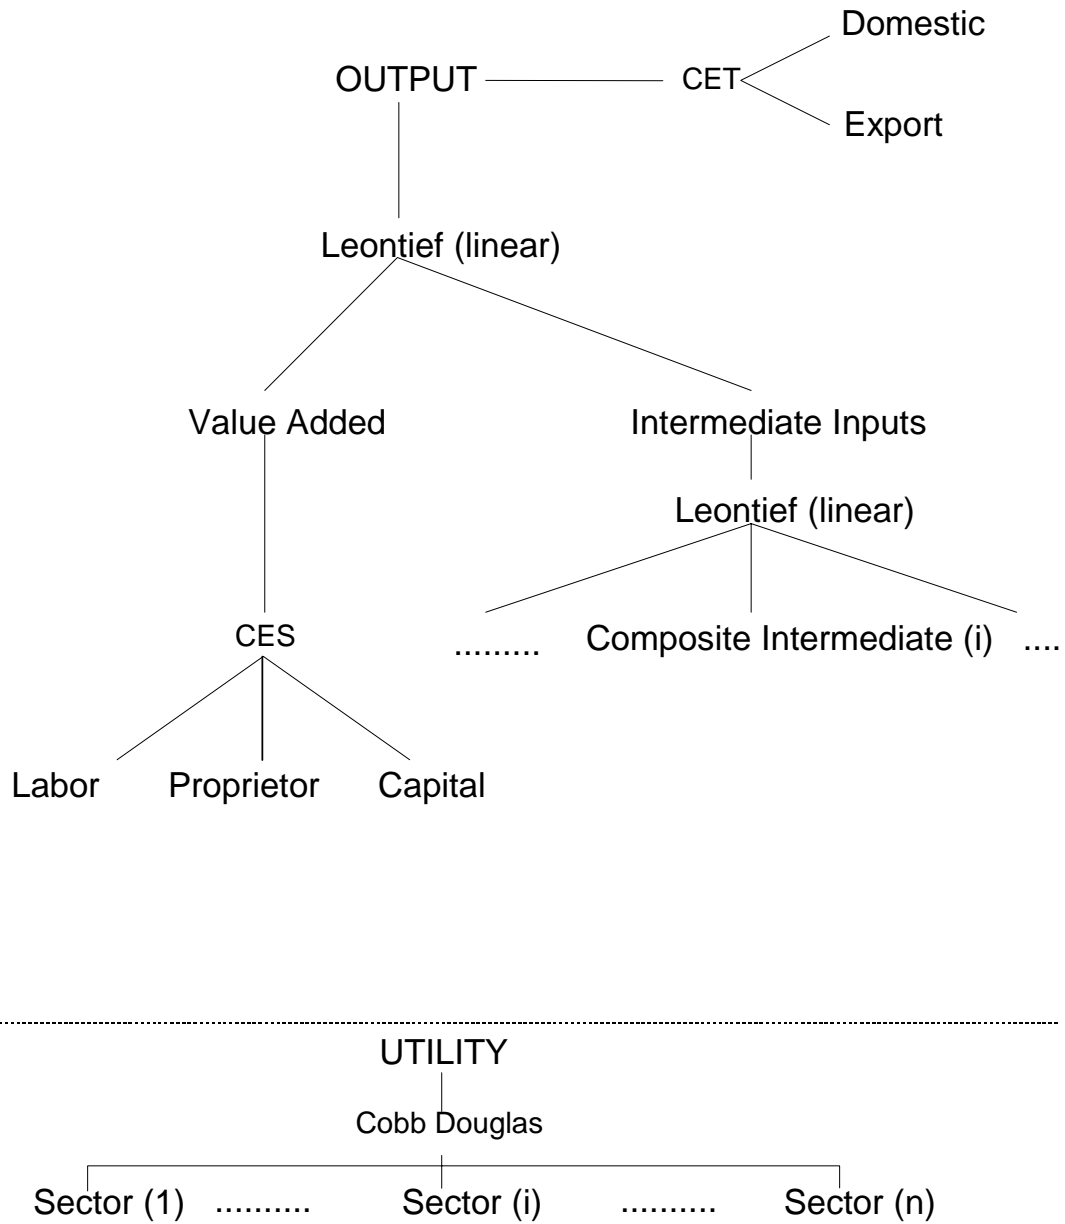 Domestic
OUTPUT CET
Export
Leontief (linear)
Value Added Intermediate Inputs
Leontief (linear)
CES ......... Composite Intermediate (i) ....
Labor Proprietor Capital
UTILITY
Cobb Douglas
Sector (1) .......... Sector (i) .......... Sector (n)